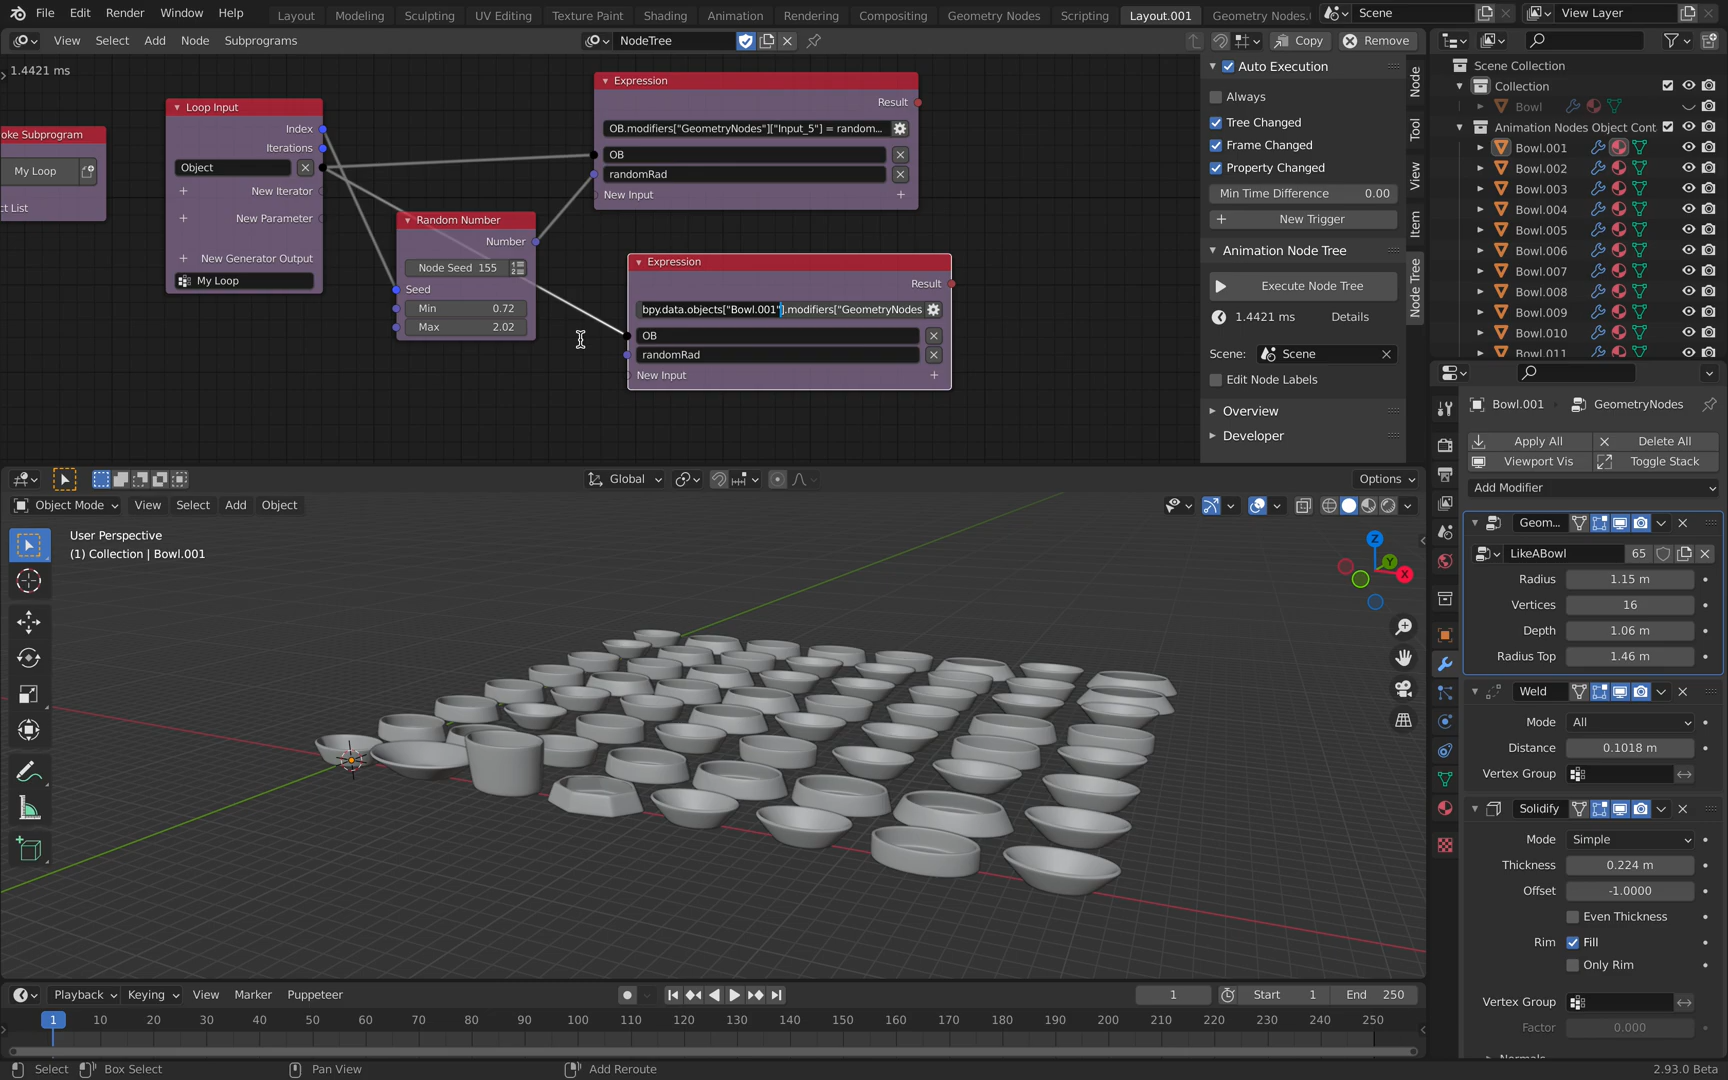 File Edit Render Window Help Layout Modeling Sculpting UV Editing Texture Paint Shading Animation Rendering Compositing Geometry Nodes Scripting Layout.001 Geometry Nodes. Scene View Layer
View Select Add Node Subprograms NodeTree Copy Remove
1.4421 ms
oke Subprogram
My Loop
ct List
Loop Input
Index
Iterations
Object
New Iterator
New Parameter
New Generator Output
My Loop
Random Number
Number
Node Seed 155
Seed
Min 0.72
Max 2.02
Expression
Result
OB.modifiers["GeometryNodes"]["Input_5"] = random...
OB
randomRad
New Input
Expression
Result
bpy.data.objects["Bowl.001"].modifiers["GeometryNodes
OB
randomRad
New Input
Auto Execution
Always
Tree Changed
Frame Changed
Property Changed
Min Time Difference 0.00
New Trigger
Animation Node Tree
Execute Node Tree
1.4421 ms Details
Scene: Scene
Edit Node Labels
Overview
Developer
Node
Tool
View
Item
Node Tree
Scene Collection
Collection
Bowl
Animation Nodes Object Cont
Bowl.001
Bowl.002
Bowl.003
Bowl.004
Bowl.005
Bowl.006
Bowl.007
Bowl.008
Bowl.009
Bowl.010
Bowl.011
Bowl.001 GeometryNodes
Apply All Delete All
Viewport Vis Toggle Stack
Add Modifier
Geom...
LikeABowl 65
Radius 1.15 m
Vertices 16
Depth 1.06 m
Radius Top 1.46 m
Weld
Mode All
Distance 0.1018 m
Vertex Group
Solidify
Mode Simple
Thickness 0.224 m
Offset -1.0000
Even Thickness
Rim Fill
Only Rim
Vertex Group
Factor 0.000
Normals
Global Options
Object Mode View Select Add Object
User Perspective
(1) Collection | Bowl.001
Z
Y
X
Playback Keying View Marker Puppeteer 1 Start 1 End 250
1 10 20 30 40 50 60 70 80 90 100 110 120 130 140 150 160 170 180 190 200 210 220 230 240 250
Select Box Select Pan View Add Reroute 2.93.0 Beta